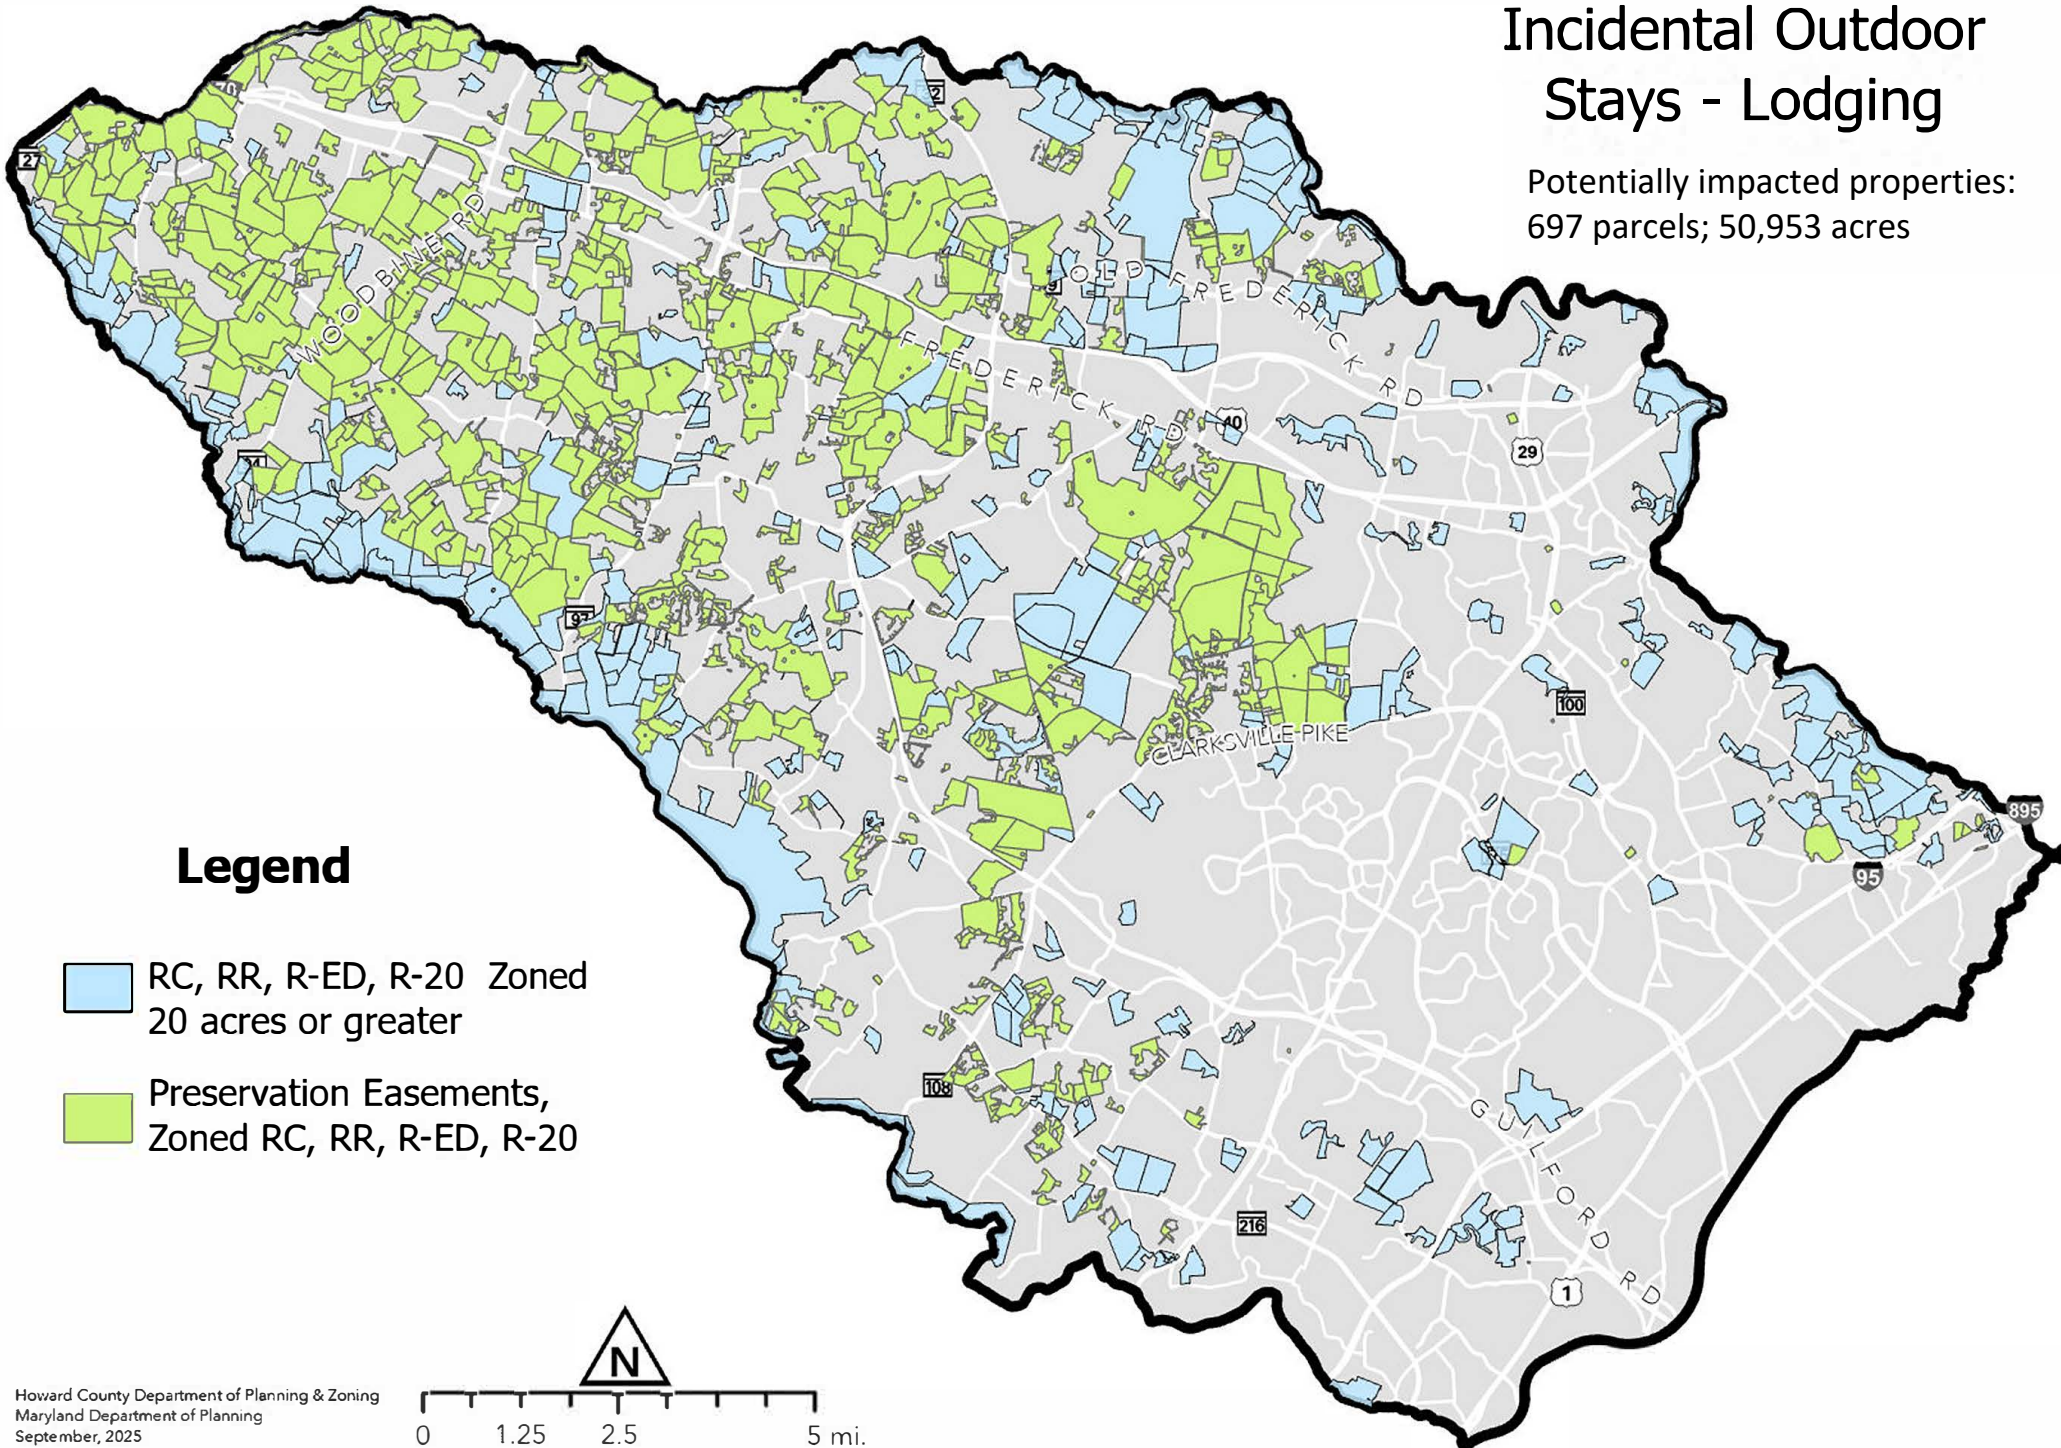 Incidental Outdoor
Stays - Lodging
Potentially impacted properties:
697 parcels; 50,953 acres
70
27
WOODBINE RD
OLD FREDERICK RD
FREDERICK RD
40
29
97
CLARKSVILLE PIKE
100
895
95
108
GUILFORD RD
216
1
Legend
RC, RR, R-ED, R-20 Zoned
20 acres or greater
Preservation Easements,
Zoned RC, RR, R-ED, R-20
N
Howard County Department of Planning & Zoning
Maryland Department of Planning
September, 2025
0 1.25 2.5 5 mi.